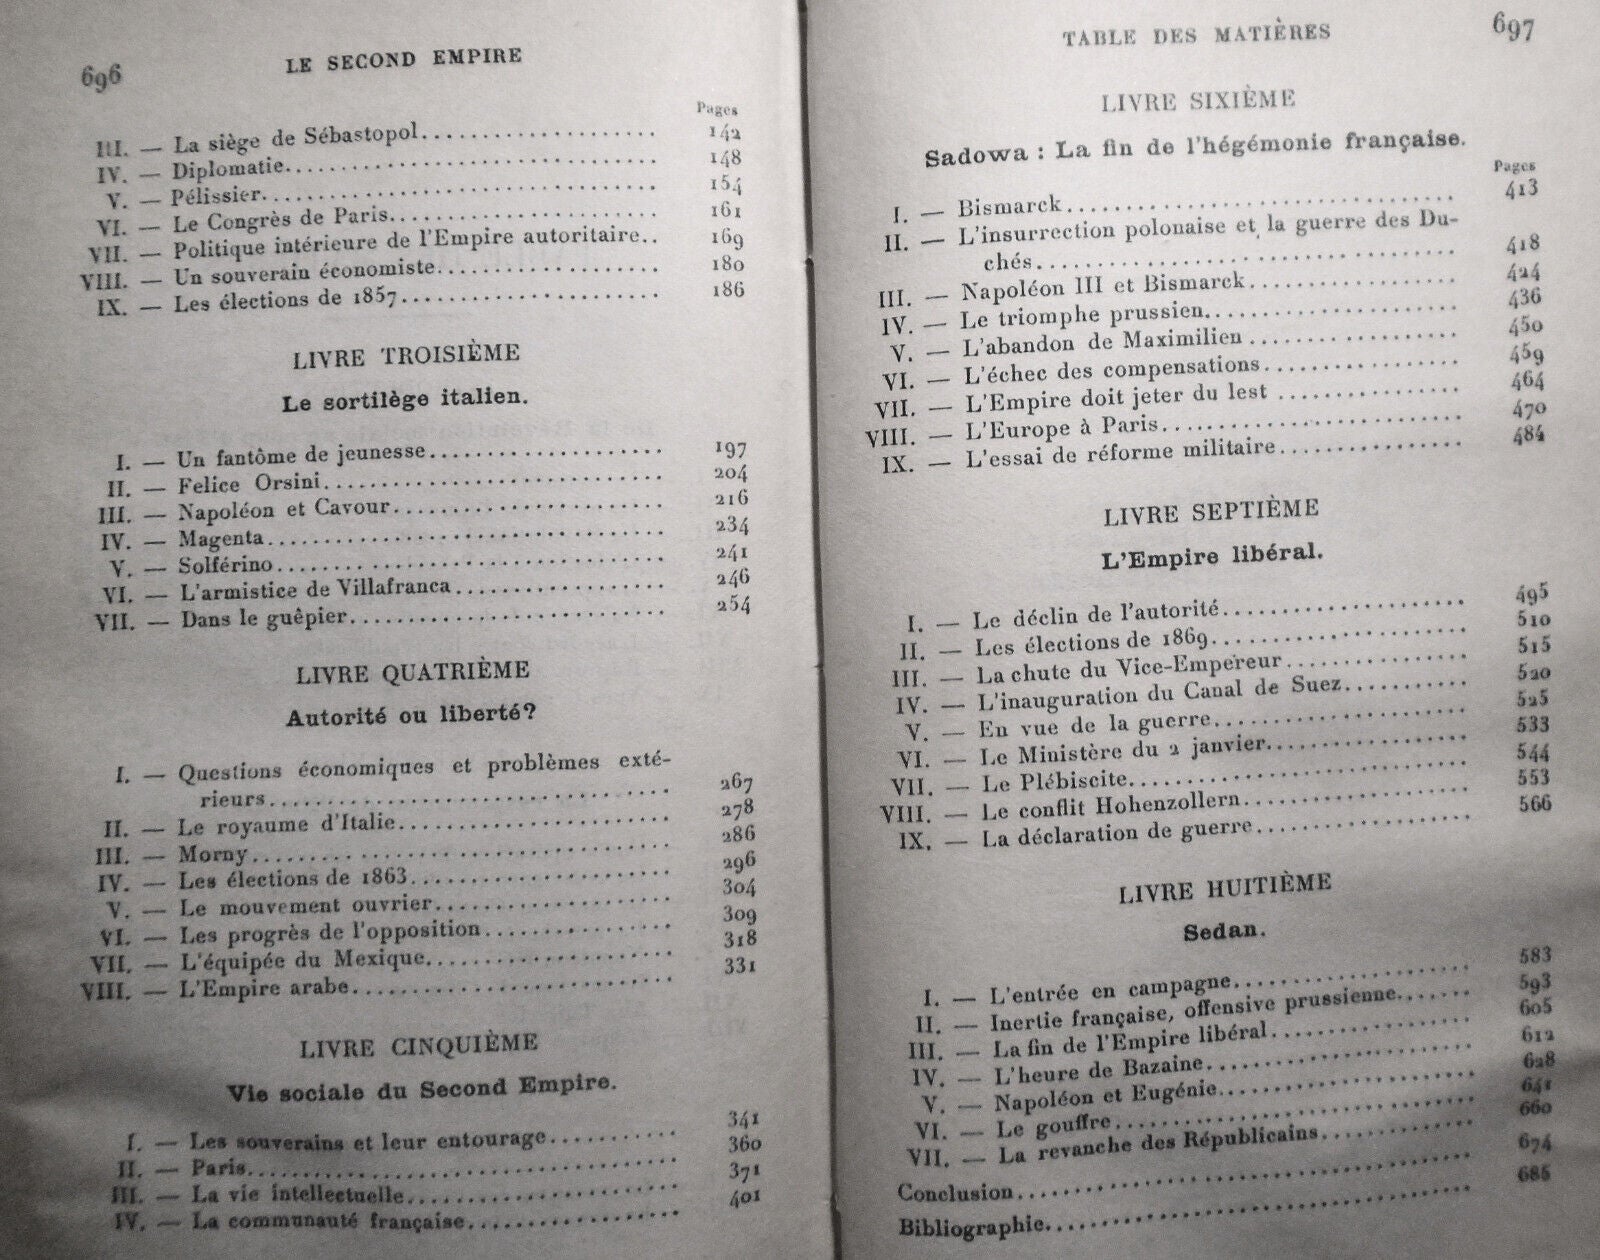 696
LE SECOND EMPIRE
Pages
III. — La siège de Sébastopol..................... 142
IV. — Diplomatie..................... 148
V. — Pélissier..................... 154
VI. — Le Congrès de Paris..................... 161
VII. — Politique intérieure de l'Empire autoritaire.. 169
VIII. — Un souverain économiste..................... 180
IX. — Les élections de 1857..................... 186
LIVRE TROISIÈME
Le sortilège italien.
I. — Un fantôme de jeunesse..................... 197
II. — Felice Orsini..................... 204
III. — Napoléon et Cavour..................... 216
IV. — Magenta..................... 234
V. — Solférino..................... 241
VI. — L'armistice de Villafranca..................... 246
VII. — Dans le guêpier..................... 254
LIVRE QUATRIÈME
Autorité ou liberté?
I. — Questions économiques et problèmes exté-
rieurs..................... 267
II. — Le royaume d'Italie..................... 278
III. — Morny..................... 286
IV. — Les élections de 1863..................... 296
V. — Le mouvement ouvrier..................... 304
VI. — Les progrès de l'opposition..................... 309
VII. — L'équipée du Mexique..................... 318
VIII. — L'Empire arabe..................... 331
LIVRE CINQUIÈME
Vie sociale du Second Empire.
I. — Les souverains et leur entourage........... 341
II. — Paris..................... 360
III. — La vie intellectuelle..................... 371
IV. — La communauté française..................... 401
TABLE DES MATIÈRES
697
LIVRE SIXIÈME
Sadowa : La fin de l'hégémonie française.
Pages
I. — Bismarck..................... 413
II. — L'insurrection polonaise et la guerre des Du-
chés..................... 418
III. — Napoléon III et Bismarck..................... 424
IV. — Le triomphe prussien..................... 436
V. — L'abandon de Maximilien..................... 450
VI. — L'échec des compensations..................... 459
VII. — L'Empire doit jeter du lest..................... 464
VIII. — L'Europe à Paris..................... 470
IX. — L'essai de réforme militaire..................... 484
LIVRE SEPTIÈME
L'Empire libéral.
I. — Le déclin de l'autorité..................... 495
II. — Les élections de 1869..................... 510
III. — La chute du Vice-Empereur..................... 515
IV. — L'inauguration du Canal de Suez........... 520
V. — En vue de la guerre..................... 525
VI. — Le Ministère du 2 janvier..................... 533
VII. — Le Plébiscite..................... 544
VIII. — Le conflit Hohenzollern..................... 553
IX. — La déclaration de guerre..................... 566
LIVRE HUITIÈME
Sedan.
I. — L'entrée en campagne..................... 583
II. — Inertie française, offensive prussienne....... 593
III. — La fin de l'Empire libéral..................... 605
IV. — L'heure de Bazaine..................... 612
V. — Napoléon et Eugénie..................... 628
VI. — Le gouffre..................... 641
VII. — La revanche des Républicains........... 660
Conclusion..................... 674
Bibliographie..................... 685